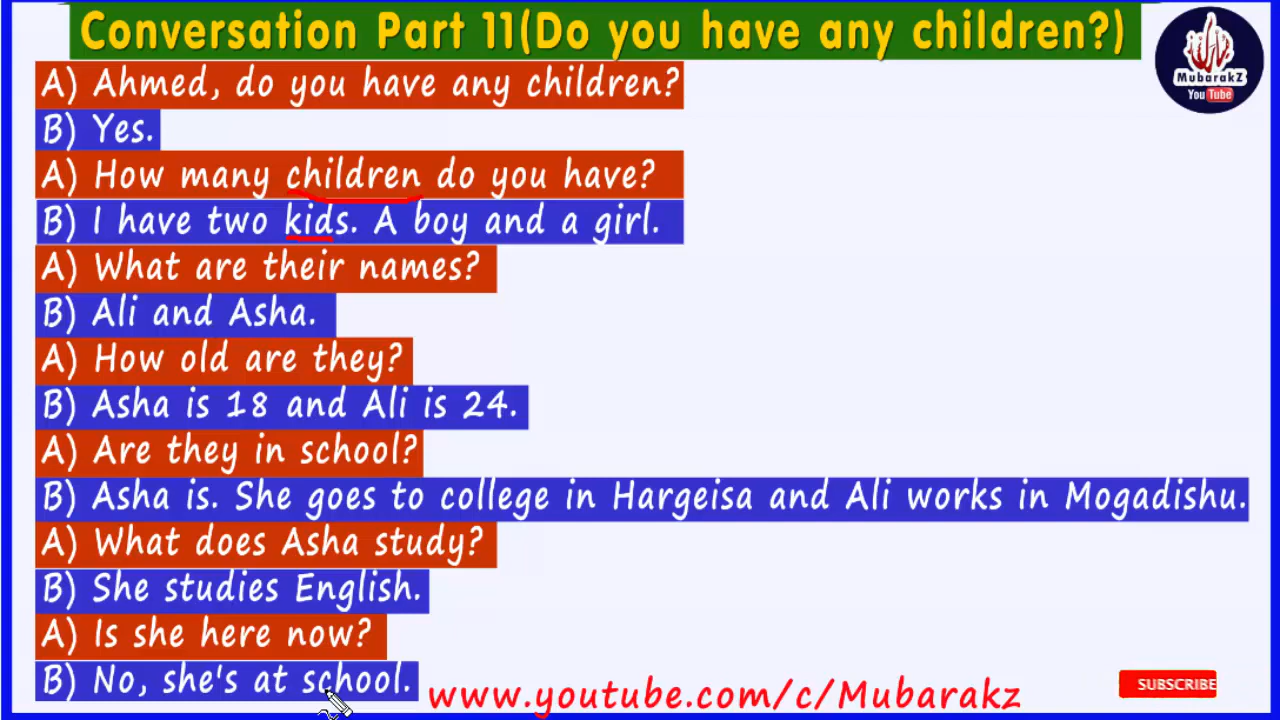 Conversation Part 11(Do you have any children?)
MubarakZ
YouTube
A) Ahmed, do you have any children?
B) Yes.
A) How many children do you have?
B) I have two kids. A boy and a girl.
A) What are their names?
B) Ali and Asha.
A) How old are they?
B) Asha is 18 and Ali is 24.
A) Are they in school?
B) Asha is. She goes to college in Hargeisa and Ali works in Mogadishu.
A) What does Asha study?
B) She studies English.
A) Is she here now?
B) No, she's at school.
www.youtube.com/c/Mubarakz
SUBSCRIBE